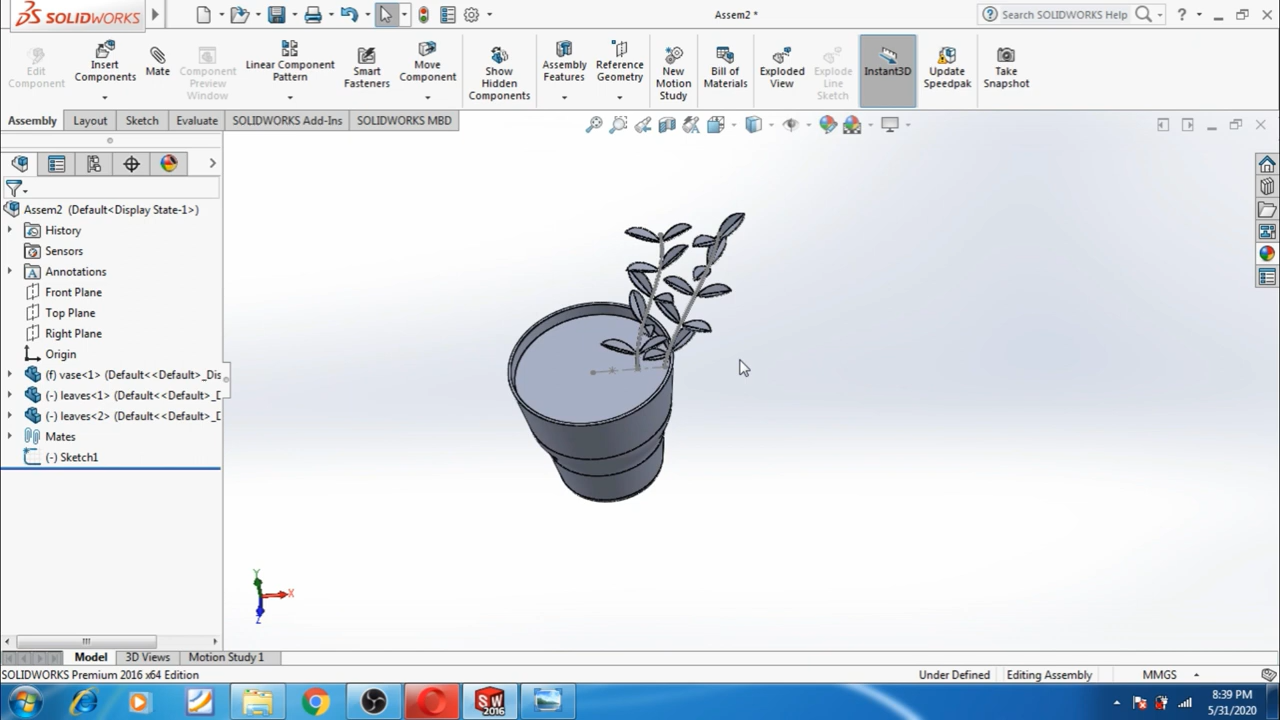 SOLIDWORKS
Assem2 *
Search SOLIDWORKS Help
?
Edit Component
Insert Components
Mate
Component Preview Window
Linear Component Pattern
Smart Fasteners
Move Component
Show Hidden Components
Assembly Features
Reference Geometry
New Motion Study
Bill of Materials
Exploded View
Explode Line Sketch
Instant3D
Update Speedpak
Take Snapshot
Assembly
Layout
Sketch
Evaluate
SOLIDWORKS Add-Ins
SOLIDWORKS MBD
Assem2 (Default<Display State-1>)
History
Sensors
Annotations
Front Plane
Top Plane
Right Plane
Origin
(f) vase<1> (Default<<Default>_Dis
(-) leaves<1> (Default<<Default>_D
(-) leaves<2> (Default<<Default>_D
Mates
(-) Sketch1
Y
X
Z
Model
3D Views
Motion Study 1
SOLIDWORKS Premium 2016 x64 Edition
Under Defined
Editing Assembly
MMGS
SW
2016
8:39 PM
5/31/2020